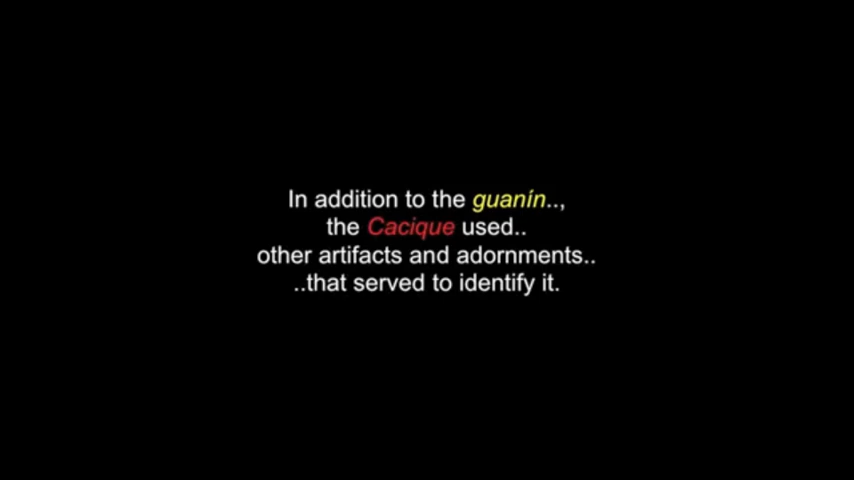 In addition to the guanín..,
the Cacique used..
other artifacts and adornments..
..that served to identify it.